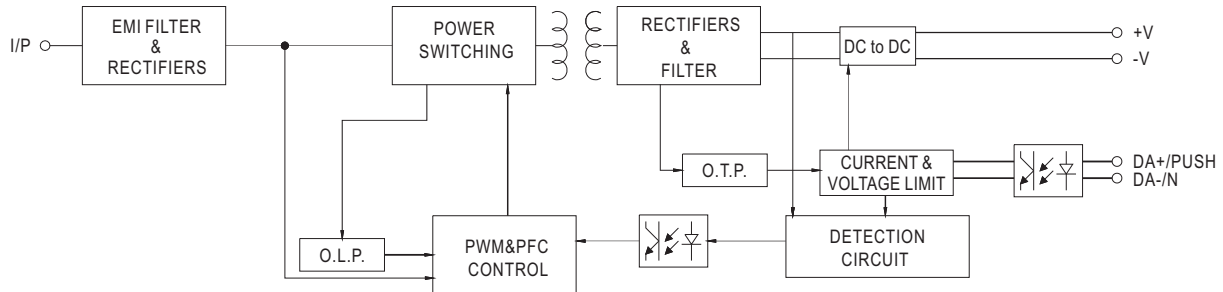 I/P
EMI FILTER
&
RECTIFIERS
POWER
SWITCHING
RECTIFIERS
&
FILTER
DC to DC
+V
-V
O.T.P.
CURRENT &
VOLTAGE LIMIT
DA+/PUSH
DA-/N
O.L.P.
PWM&PFC
CONTROL
DETECTION
CIRCUIT